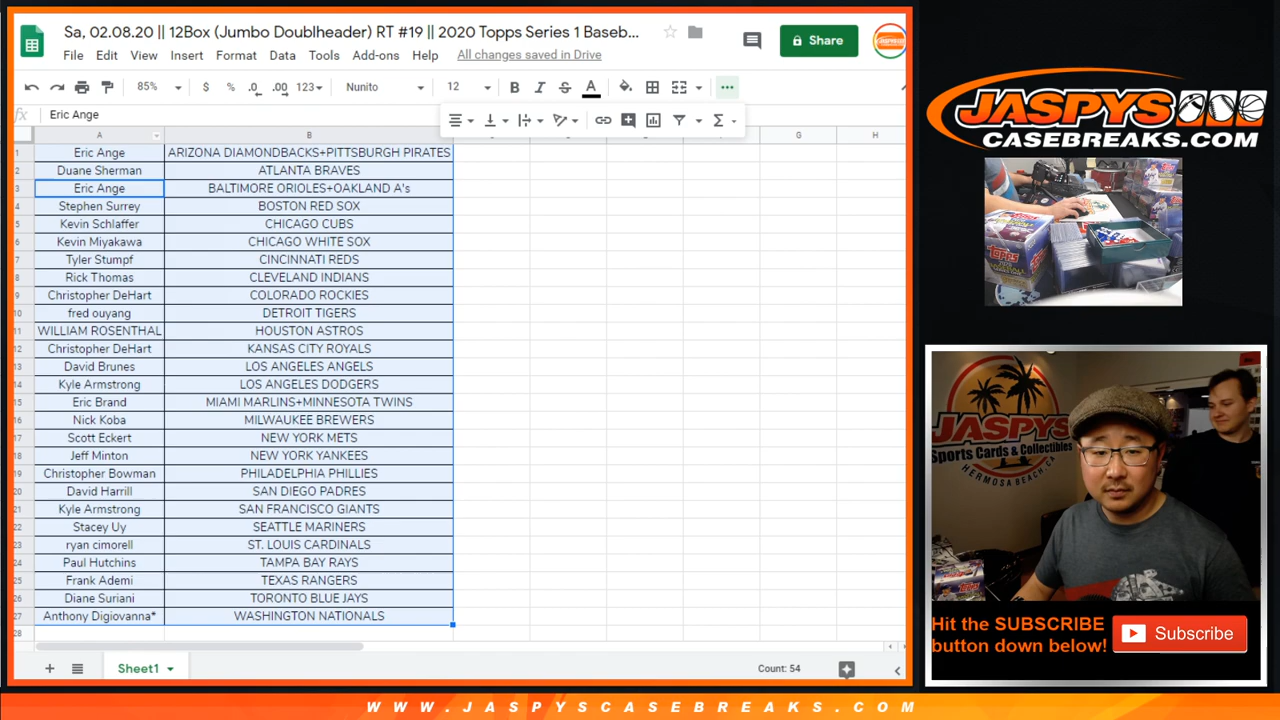 Sa, 02.08.20 || 12Box (Jumbo Doublheader) RT #19 || 2020 Topps Series 1 Baseb...
File Edit View Insert Format Data Tools Add-ons Help All changes saved in Drive
Share
85% $ % .0 .00 123 Nunito 12 B I S A
fx Eric Ange
A B G H
1 Eric Ange ARIZONA DIAMONDBACKS+PITTSBURGH PIRATES
2 Duane Sherman ATLANTA BRAVES
3 Eric Ange BALTIMORE ORIOLES+OAKLAND A's
4 Stephen Surrey BOSTON RED SOX
5 Kevin Schlaffer CHICAGO CUBS
6 Kevin Miyakawa CHICAGO WHITE SOX
7 Tyler Stumpf CINCINNATI REDS
8 Rick Thomas CLEVELAND INDIANS
9 Christopher DeHart COLORADO ROCKIES
10 fred ouyang DETROIT TIGERS
11 WILLIAM ROSENTHAL HOUSTON ASTROS
12 Christopher DeHart KANSAS CITY ROYALS
13 David Brunes LOS ANGELES ANGELS
14 Kyle Armstrong LOS ANGELES DODGERS
15 Eric Brand MIAMI MARLINS+MINNESOTA TWINS
16 Nick Koba MILWAUKEE BREWERS
17 Scott Eckert NEW YORK METS
18 Jeff Minton NEW YORK YANKEES
19 Christopher Bowman PHILADELPHIA PHILLIES
20 David Harrill SAN DIEGO PADRES
21 Kyle Armstrong SAN FRANCISCO GIANTS
22 Stacey Uy SEATTLE MARINERS
23 ryan cimorell ST. LOUIS CARDINALS
24 Paul Hutchins TAMPA BAY RAYS
25 Frank Ademi TEXAS RANGERS
26 Diane Suriani TORONTO BLUE JAYS
27 Anthony Digiovanna* WASHINGTON NATIONALS
28
Sheet1 Count: 54
JASPYS
CASEBREAKS.COM
Topps
JASPYS
Sports Cards & Collectibles
HERMOSA BEACH, CA
Hit the SUBSCRIBE
button down below!
Subscribe
WWW.JASPYSCASEBREAKS.COM